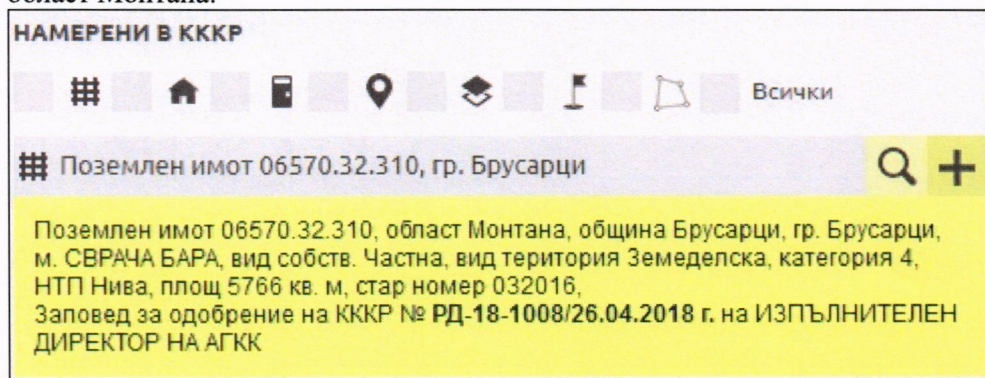 област Монтана.
НАМЕРЕНИ В КККР
Всички
Поземлен имот 06570.32.310, гр. Брусарци
Поземлен имот 06570.32.310, област Монтана, община Брусарци, гр. Брусарци,
м. СВРАЧА БАРА, вид собств. Частна, вид територия Земеделска, категория 4,
НТП Нива, площ 5766 кв. м, стар номер 032016,
Заповед за одобрение на КККР № РД-18-1008/26.04.2018 г. на ИЗПЪЛНИТЕЛЕН
ДИРЕКТОР НА АГКК